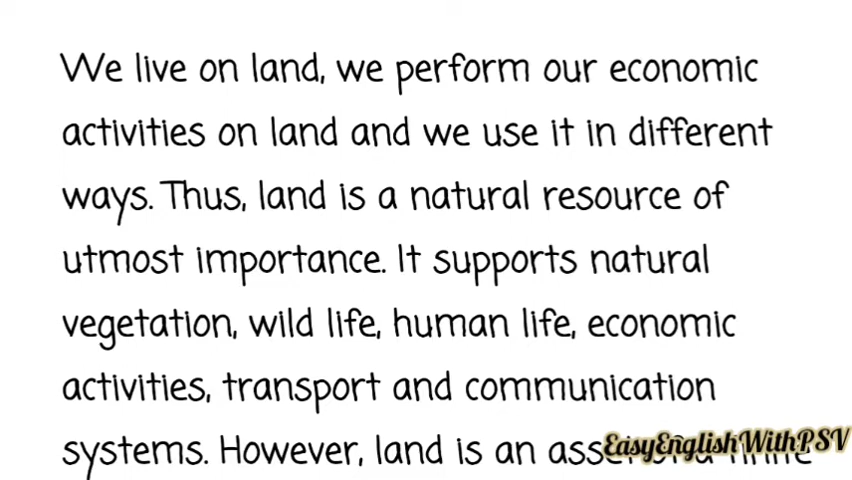 We live on land, we perform our economic
activities on land and we use it in different
ways. Thus, land is a natural resource of
utmost importance. It supports natural
vegetation, wild life, human life, economic
activities, transport and communication
systems. However, land is an
EasyEnglishWithPSV